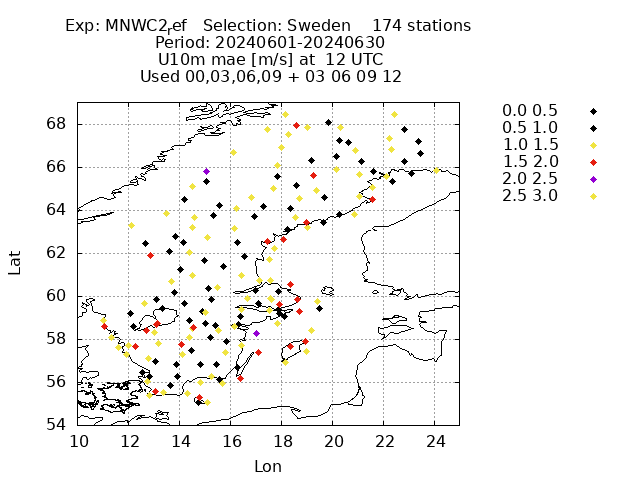 Exp: MNWC2ref Selection: Sweden 174 stations
Period: 20240601-20240630
U10m mae [m/s] at 12 UTC
Used 00,03,06,09 + 03 06 09 12
0.0 0.5
0.5 1.0
1.0 1.5
1.5 2.0
2.0 2.5
2.5 3.0
68
66
64
62
60
58
56
54
Lat
10 12 14 16 18 20 22 24
Lon